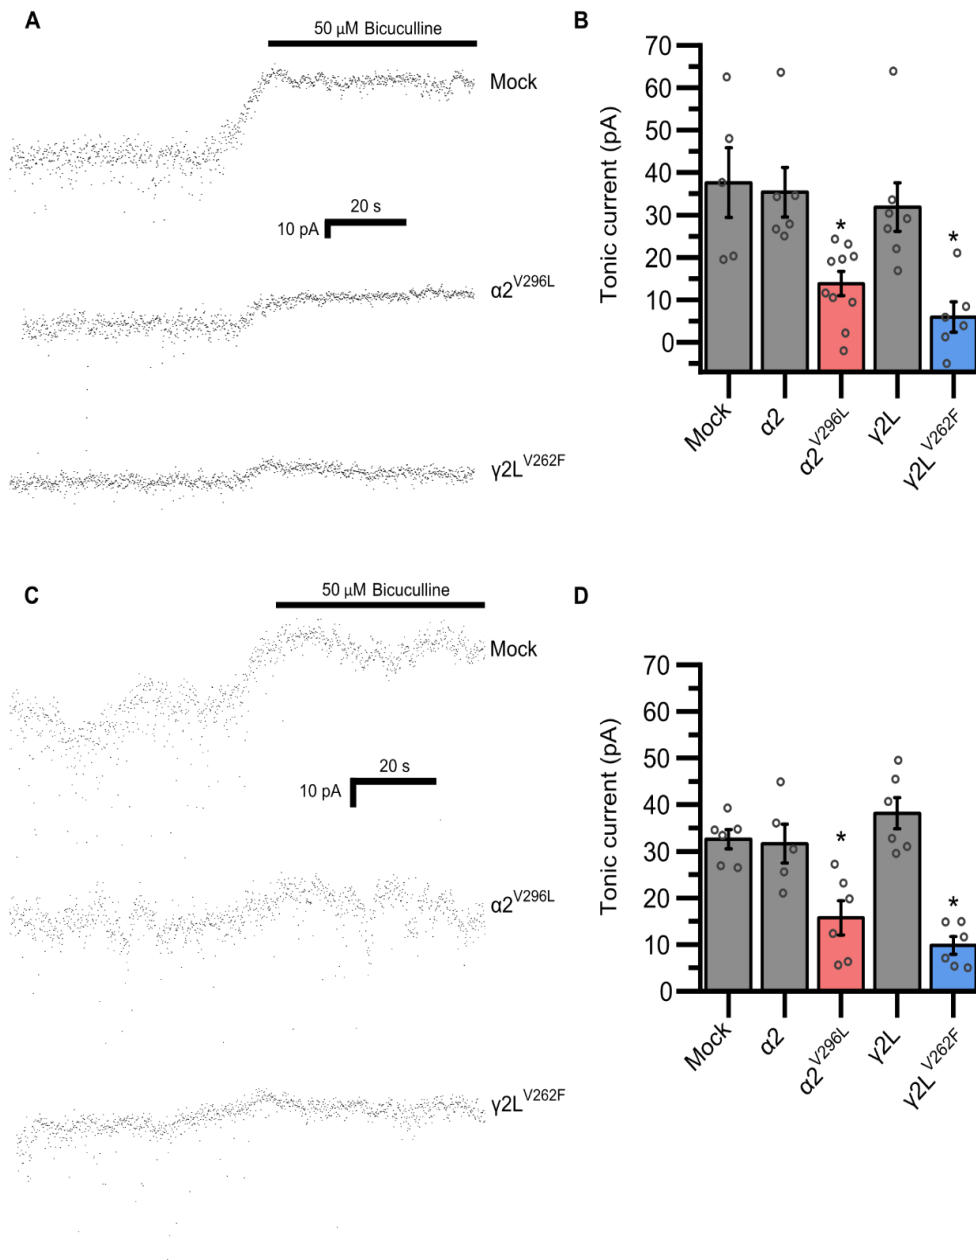 A
50 µM Bicuculline
Mock
20 s
10 pA
α2V296L
γ2LV262F
B
Tonic current (pA)
70
60
50
40
30
20
10
0
*
*
Mock
α2
α2V296L
γ2L
γ2LV262F
C
50 µM Bicuculline
Mock
20 s
10 pA
α2V296L
γ2LV262F
D
Tonic current (pA)
70
60
50
40
30
20
10
0
*
*
Mock
α2
α2V296L
γ2L
γ2LV262F